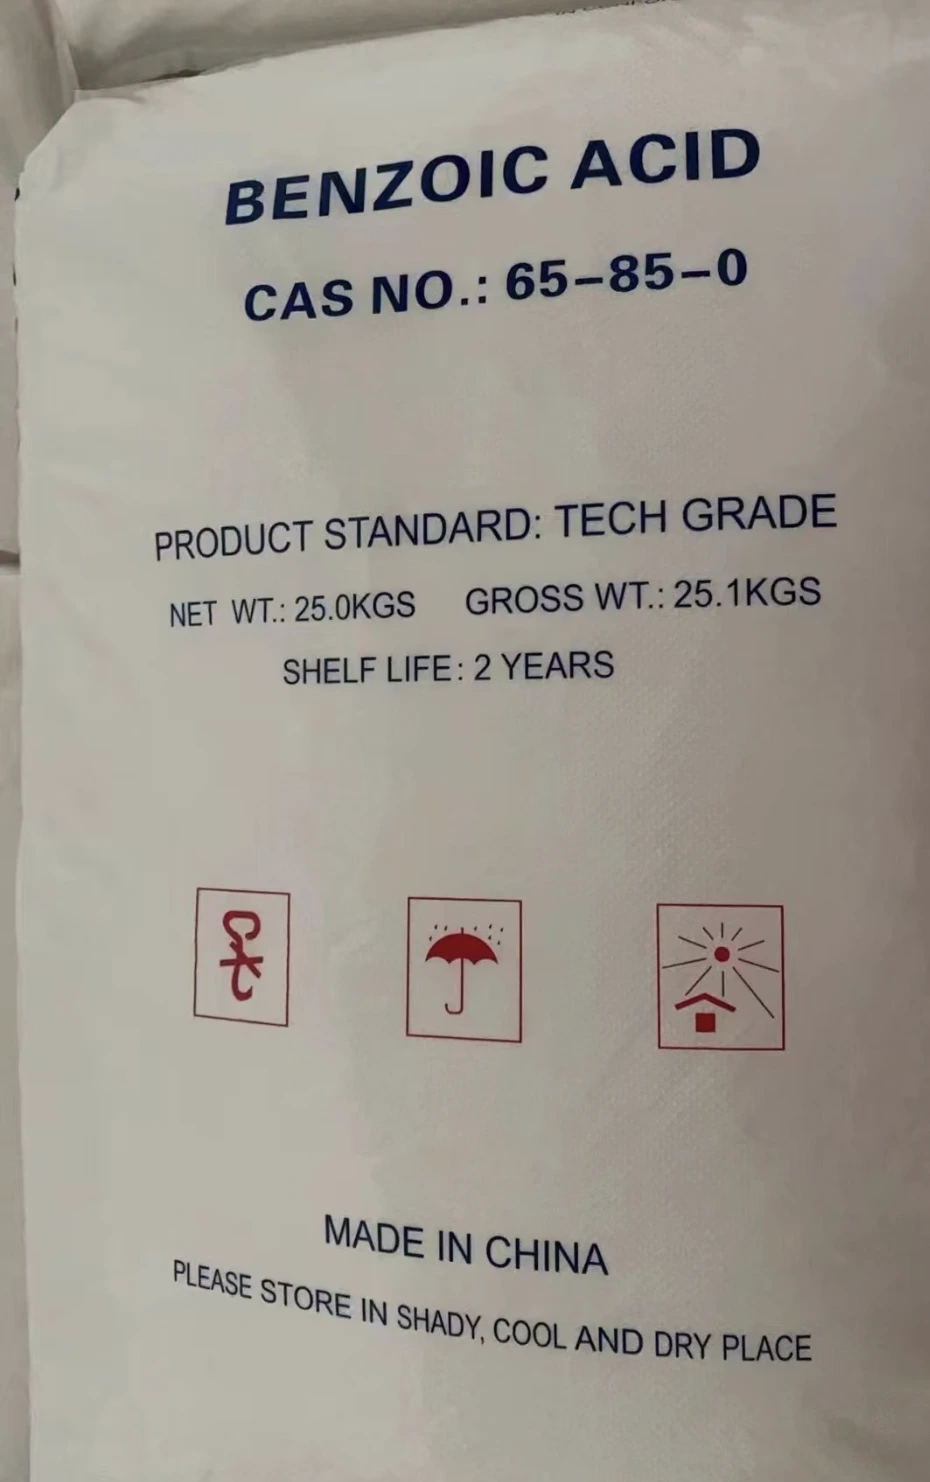 BENZOIC ACID
CAS NO.: 65-85-0
PRODUCT STANDARD: TECH GRADE
NET WT.: 25.0KGS GROSS WT.: 25.1KGS
SHELF LIFE: 2 YEARS
MADE IN CHINA
PLEASE STORE IN SHADY, COOL AND DRY PLACE